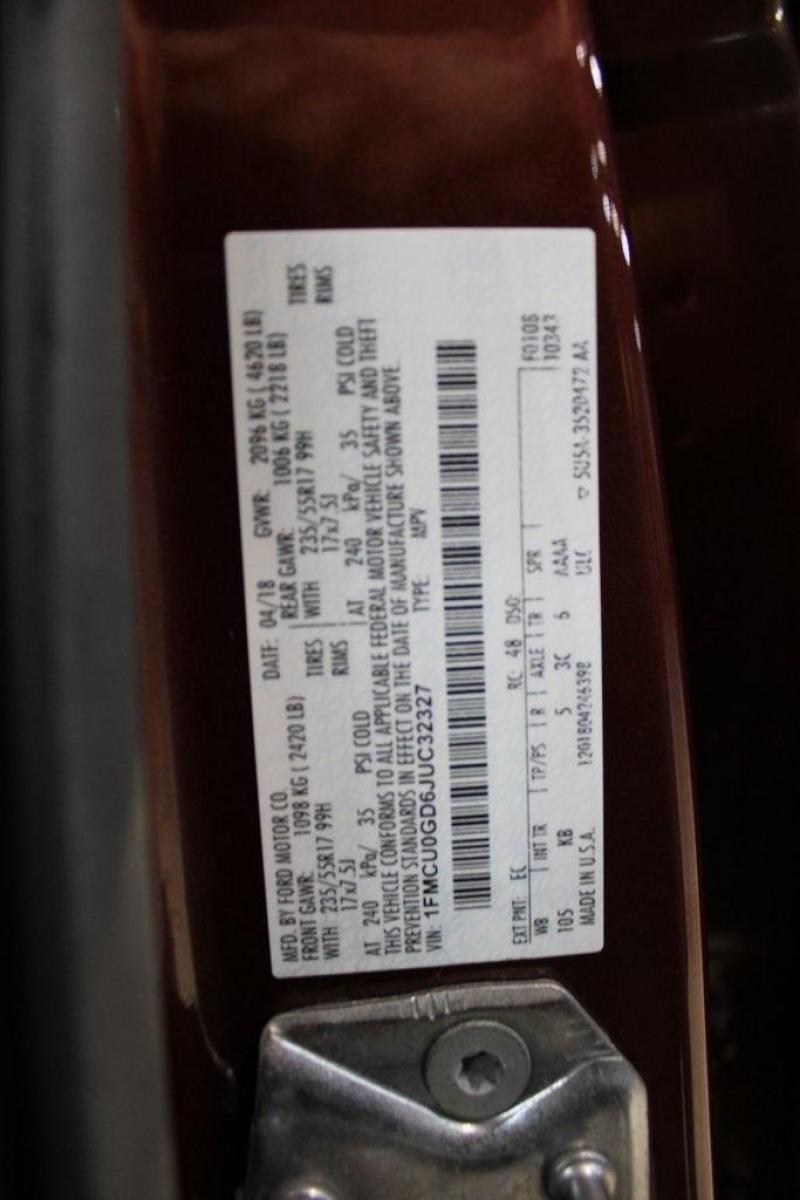 MFD. BY FORD MOTOR CO. DATE: 04/18 GVWR: 2096 KG ( 4620 LB)
FRONT GAWR: 1098 KG ( 2420 LB) REAR GAWR: 1006 KG ( 2218 LB)
WITH 235/55R17 99H TIRES WITH 235/55R17 99H TIRES
17x7.5J RIMS 17x7.5J RIMS
AT 240 kPa/ 35 PSI COLD AT 240 kPa/ 35 PSI COLD
THIS VEHICLE CONFORMS TO ALL APPLICABLE FEDERAL MOTOR VEHICLE SAFETY AND THEFT
PREVENTION STANDARDS IN EFFECT ON THE DATE OF MANUFACTURE SHOWN ABOVE.
VIN: 1FMCU0GD6JUC32327 TYPE: MPV
EXT PNT: EC RC: 48 DSO: F0108
WB INT TR TP/PS R AXLE TR SPR 10343
105 KB 5 3C 6 AAAA
MADE IN U.S.A. 1201804246398 ULC ▽ 5U5A-3520472 AA